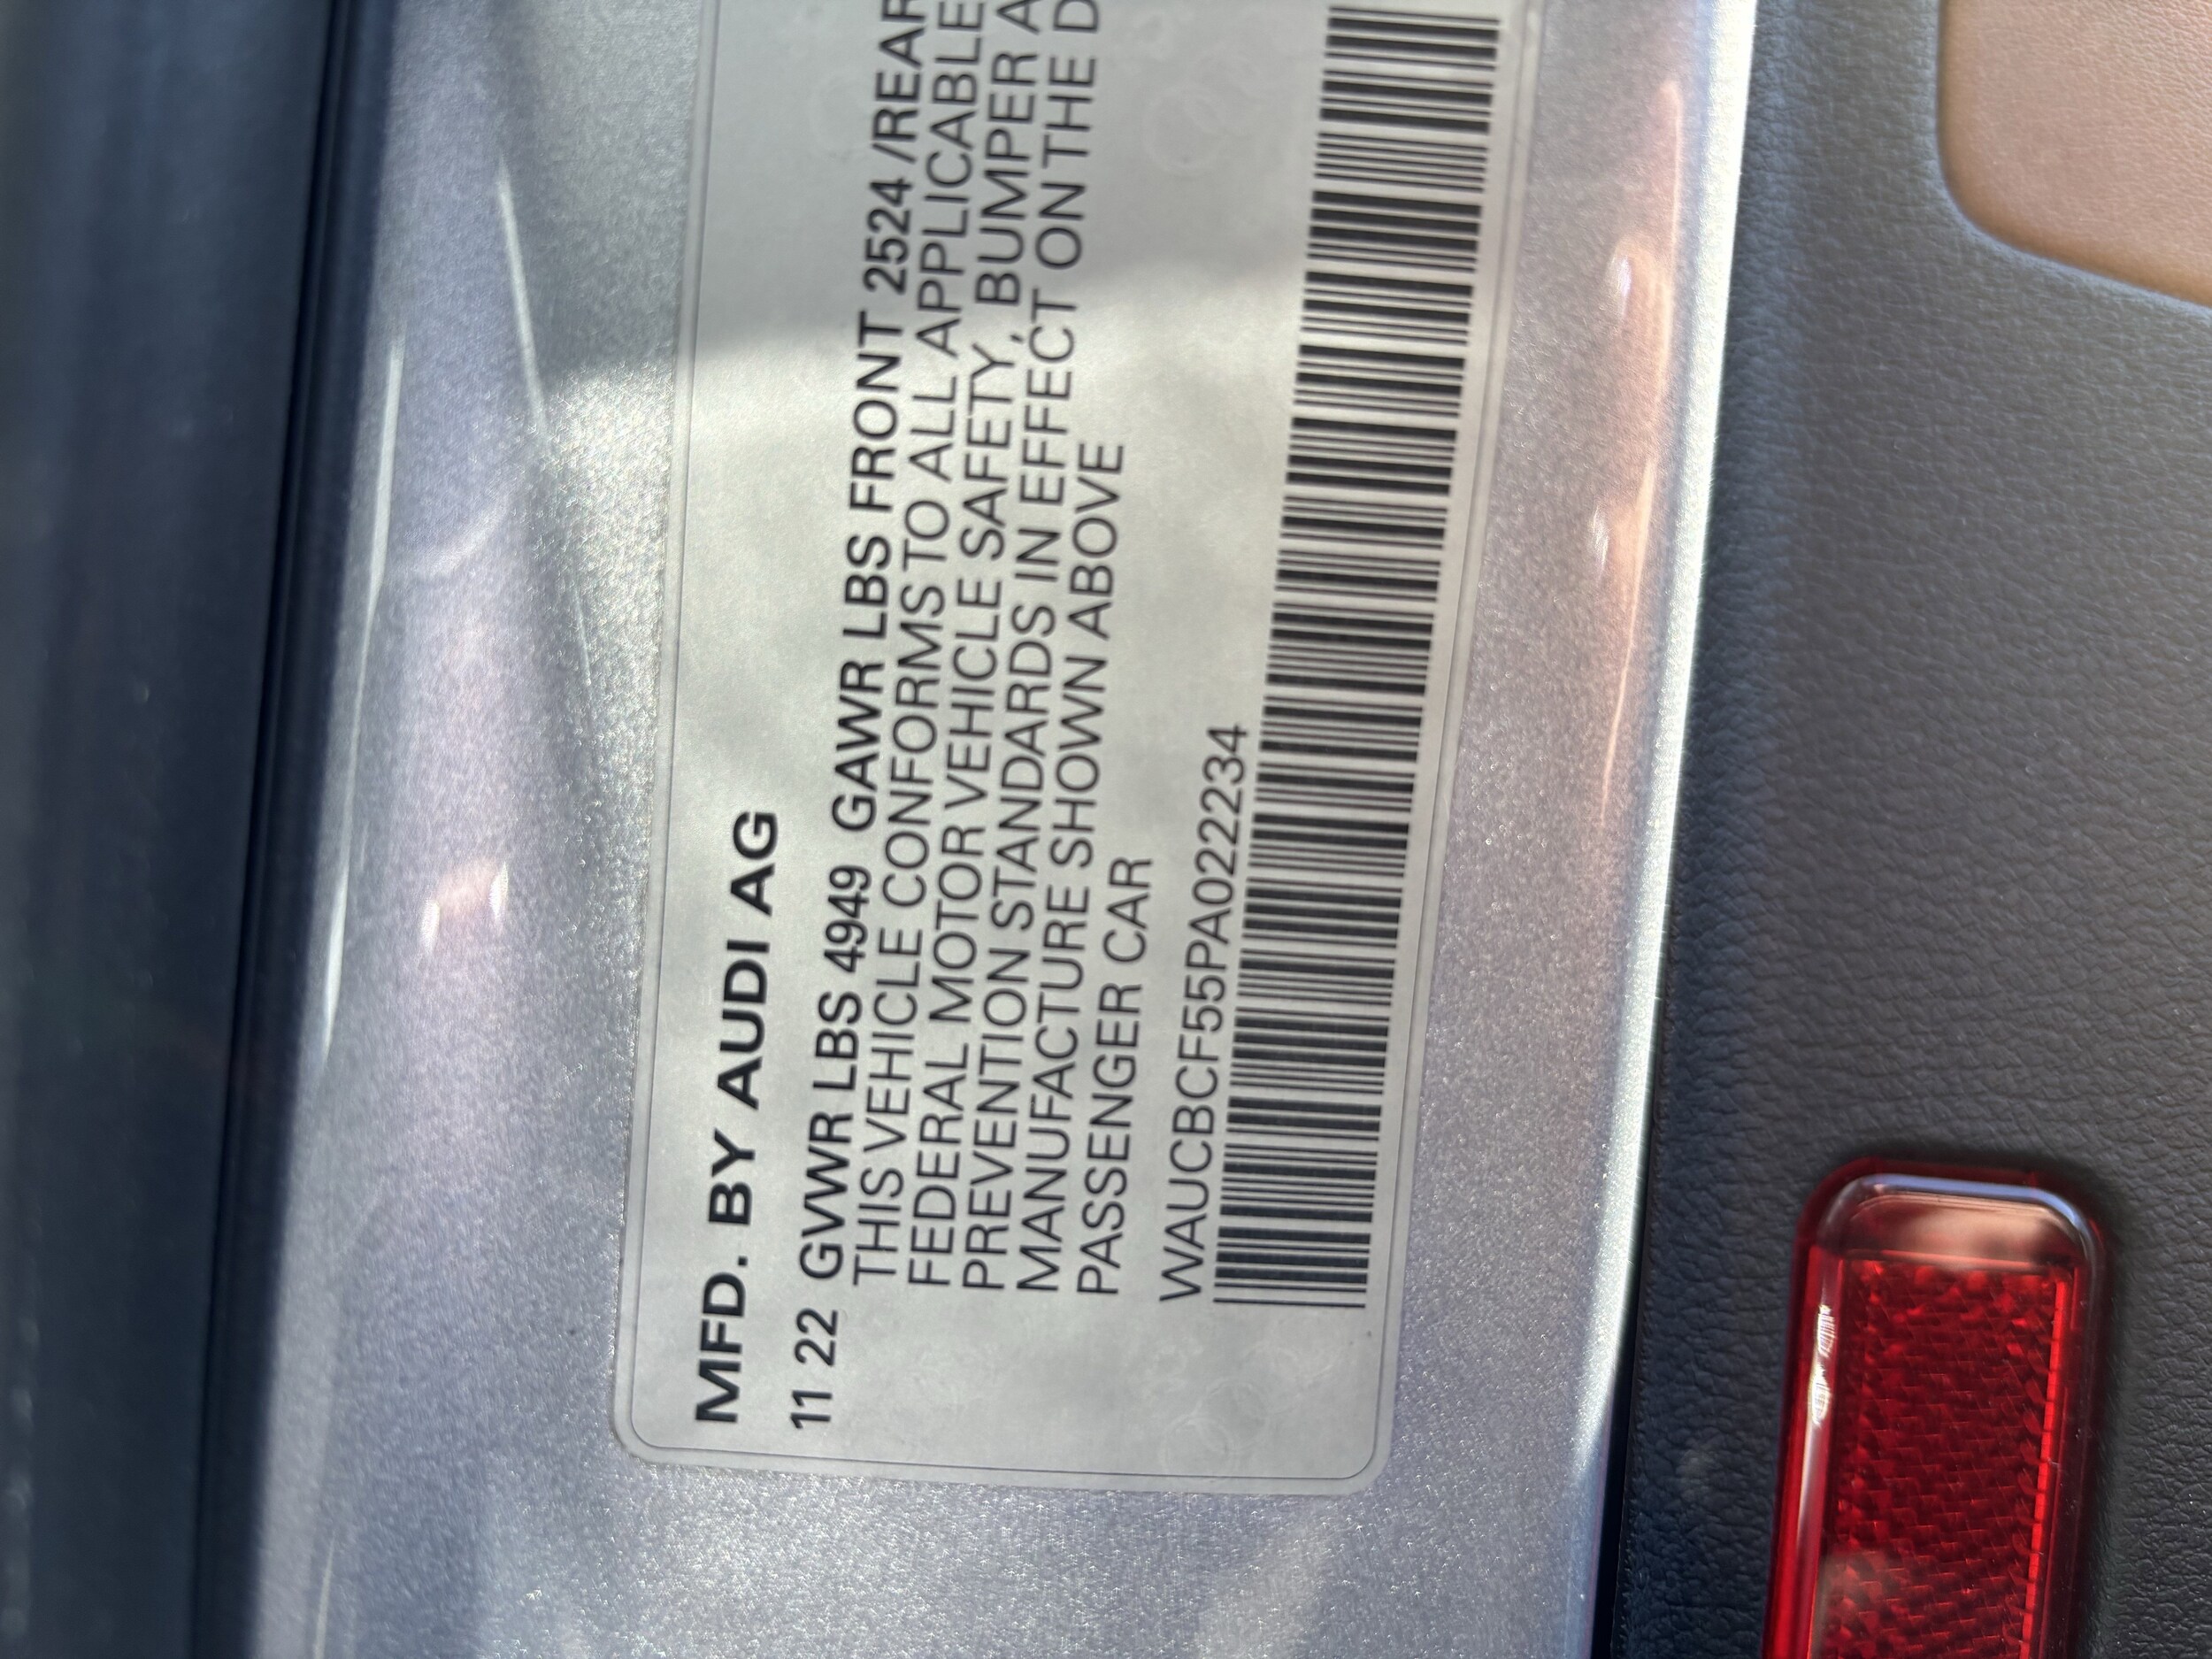 MFD. BY AUDI AG
11 22 GVWR LBS 4949 GAWR LBS FRONT 2524 /REAR
THIS VEHICLE CONFORMS TO ALL APPLICABLE
FEDERAL MOTOR VEHICLE SAFETY, BUMPER A
PREVENTION STANDARDS IN EFFECT ON THE D
MANUFACTURE SHOWN ABOVE
PASSENGER CAR
WAUCBCF55PA022234